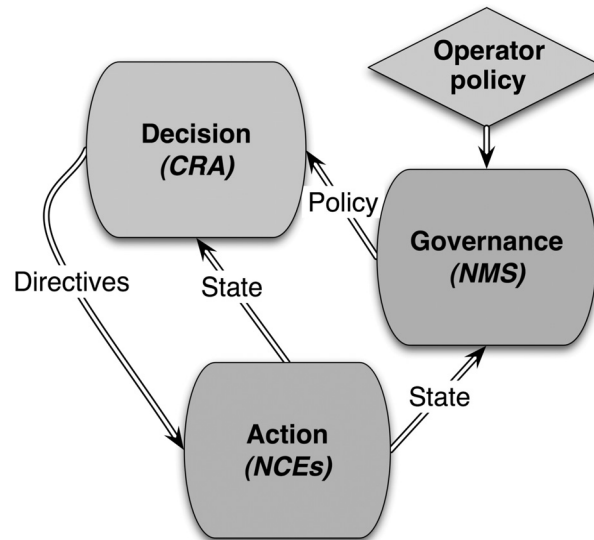 Operator
policy
Decision
(CRA)
Policy
Governance
(NMS)
Directives
State
State
Action
(NCEs)